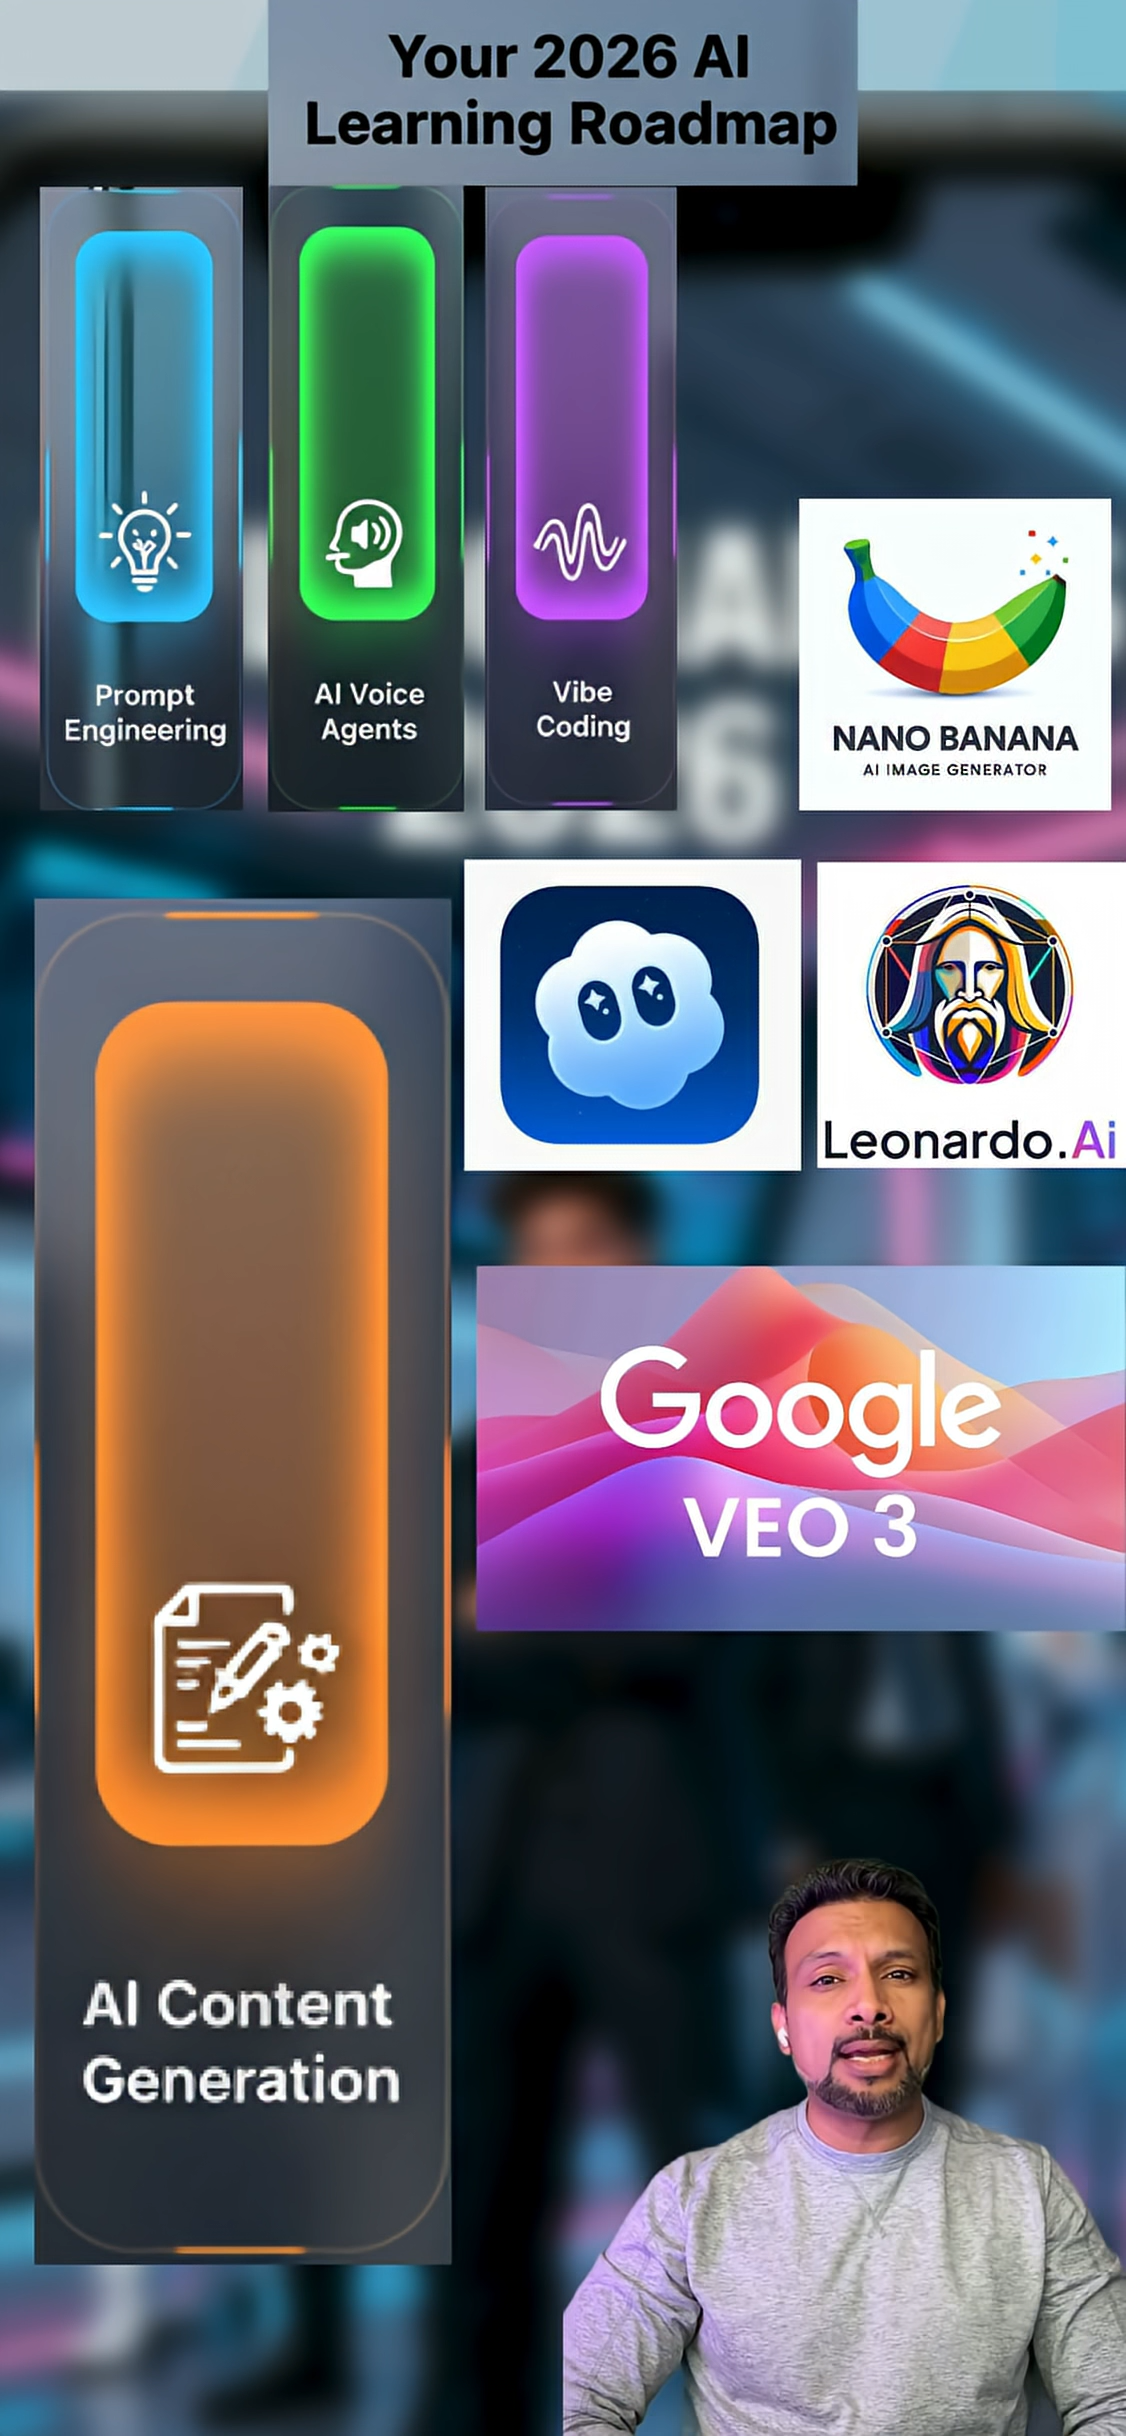 Your 2026 AI
Learning Roadmap
Prompt
Engineering
AI Voice
Agents
Vibe
Coding
NANO BANANA
AI IMAGE GENERATOR
Leonardo.Ai
Google
VEO 3
AI Content
Generation